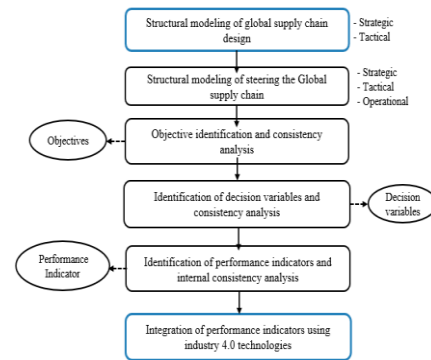 Structural modeling of global supply chain
design
- Strategic
- Tactical
Structural modeling of steering the Global
supply chain
- Strategic
- Tactical
- Operational
Objectives
Objective identification and consistency
analysis
Identification of decision variables and
consistency analysis
Decision
variables
Performance
Indicator
Identification of performance indicators and
internal consistency analysis
Integration of performance indicators using
industry 4.0 technologies